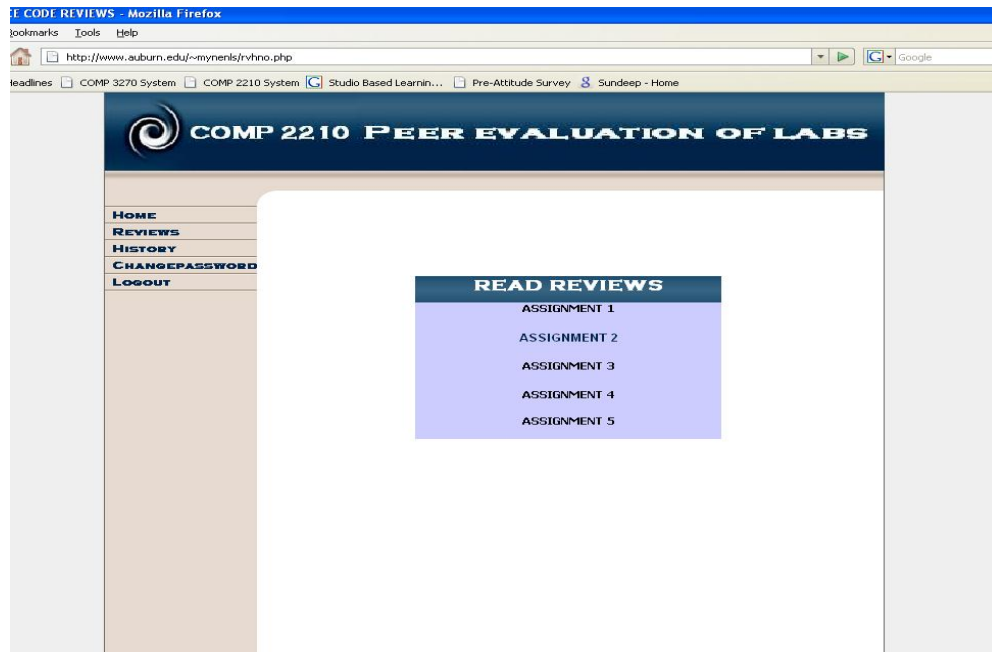 CE CODE REVIEWS - Mozilla Firefox
Bookmarks Tools Help
http://www.auburn.edu/~mynenls/rvhno.php G Google
Headlines COMP 3270 System COMP 2210 System G Studio Based Learnin... Pre-Attitude Survey 8 Sundeep - Home
COMP 2210 PEER EVALUATION OF LABS
HOME
REVIEWS
HISTORY
CHANGEPASSWORD
LOGOUT
READ REVIEWS
ASSIGNMENT 1
ASSIGNMENT 2
ASSIGNMENT 3
ASSIGNMENT 4
ASSIGNMENT 5